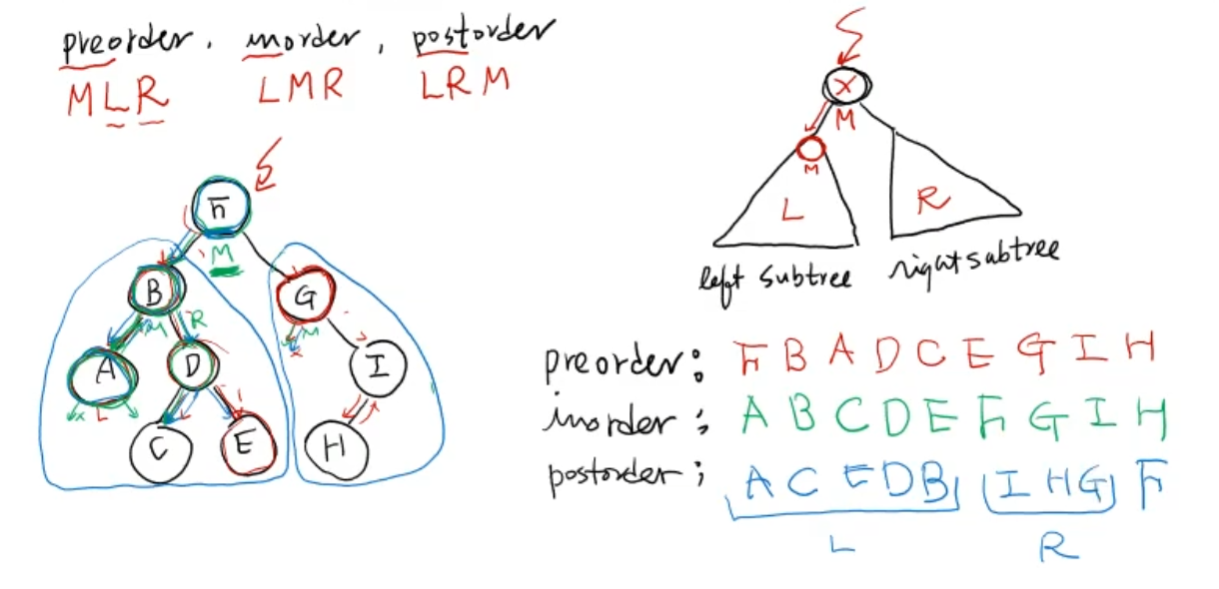 preorder, inorder, postorder
MLR LMR LRM
X
M
M
L R
left subtree right subtree
F
M
B G
M R M
A D I
x L x
C E H
preorder: F B A D C E G I H
inorder: A B C D E F G I H
postorder: A C E D B I H G F
L R